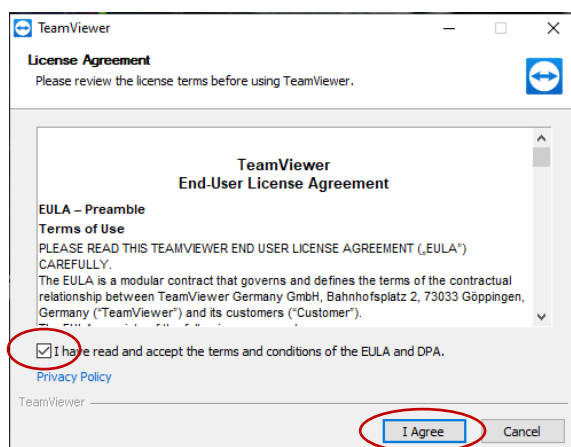 TeamViewer
License Agreement
Please review the license terms before using TeamViewer.
TeamViewer
End-User License Agreement
EULA – Preamble
Terms of Use
PLEASE READ THIS TEAMVIEWER END USER LICENSE AGREEMENT („EULA")
CAREFULLY.
The EULA is a modular contract that governs and defines the terms of the contractual
relationship between TeamViewer Germany GmbH, Bahnhofsplatz 2, 73033 Göppingen,
Germany ("TeamViewer") and its customers ("Customer").
I have read and accept the terms and conditions of the EULA and DPA.
Privacy Policy
TeamViewer
I Agree
Cancel